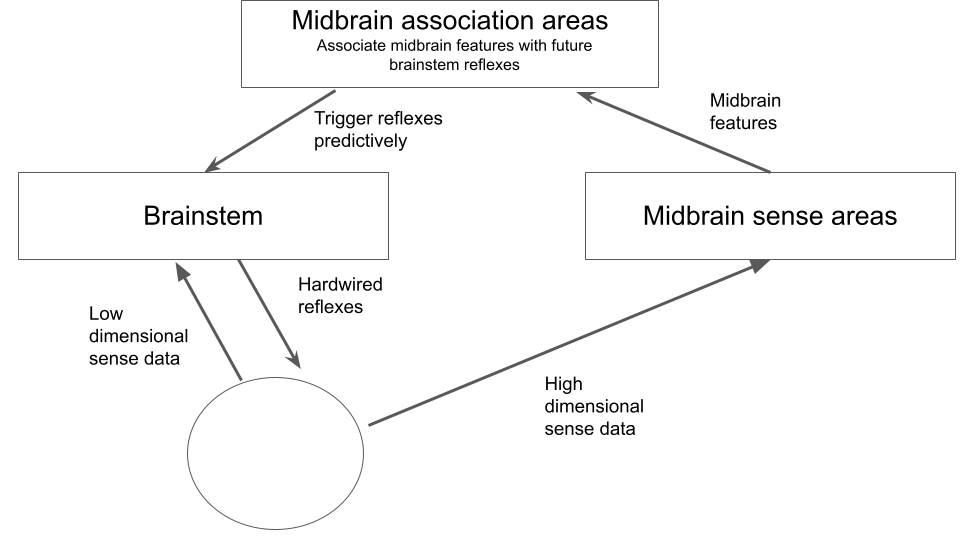 Midbrain association areas
Associate midbrain features with future
brainstem reflexes
Midbrain
features
Trigger reflexes
predictively
Brainstem
Midbrain sense areas
Hardwired
reflexes
Low
dimensional
sense data
High
dimensional
sense data